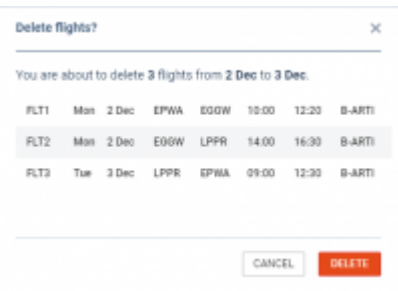 Delete flights?
You are about to delete 3 flights from 2 Dec to 3 Dec.
FLT1 Mon 2 Dec EPWA EGGW 10:00 12:20 B-ARTI
FLT2 Mon 2 Dec EGGW LPPR 14:00 16:30 B-ARTI
FLT3 Tue 3 Dec LPPR EPWA 09:00 12:30 B-ARTI
CANCEL DELETE